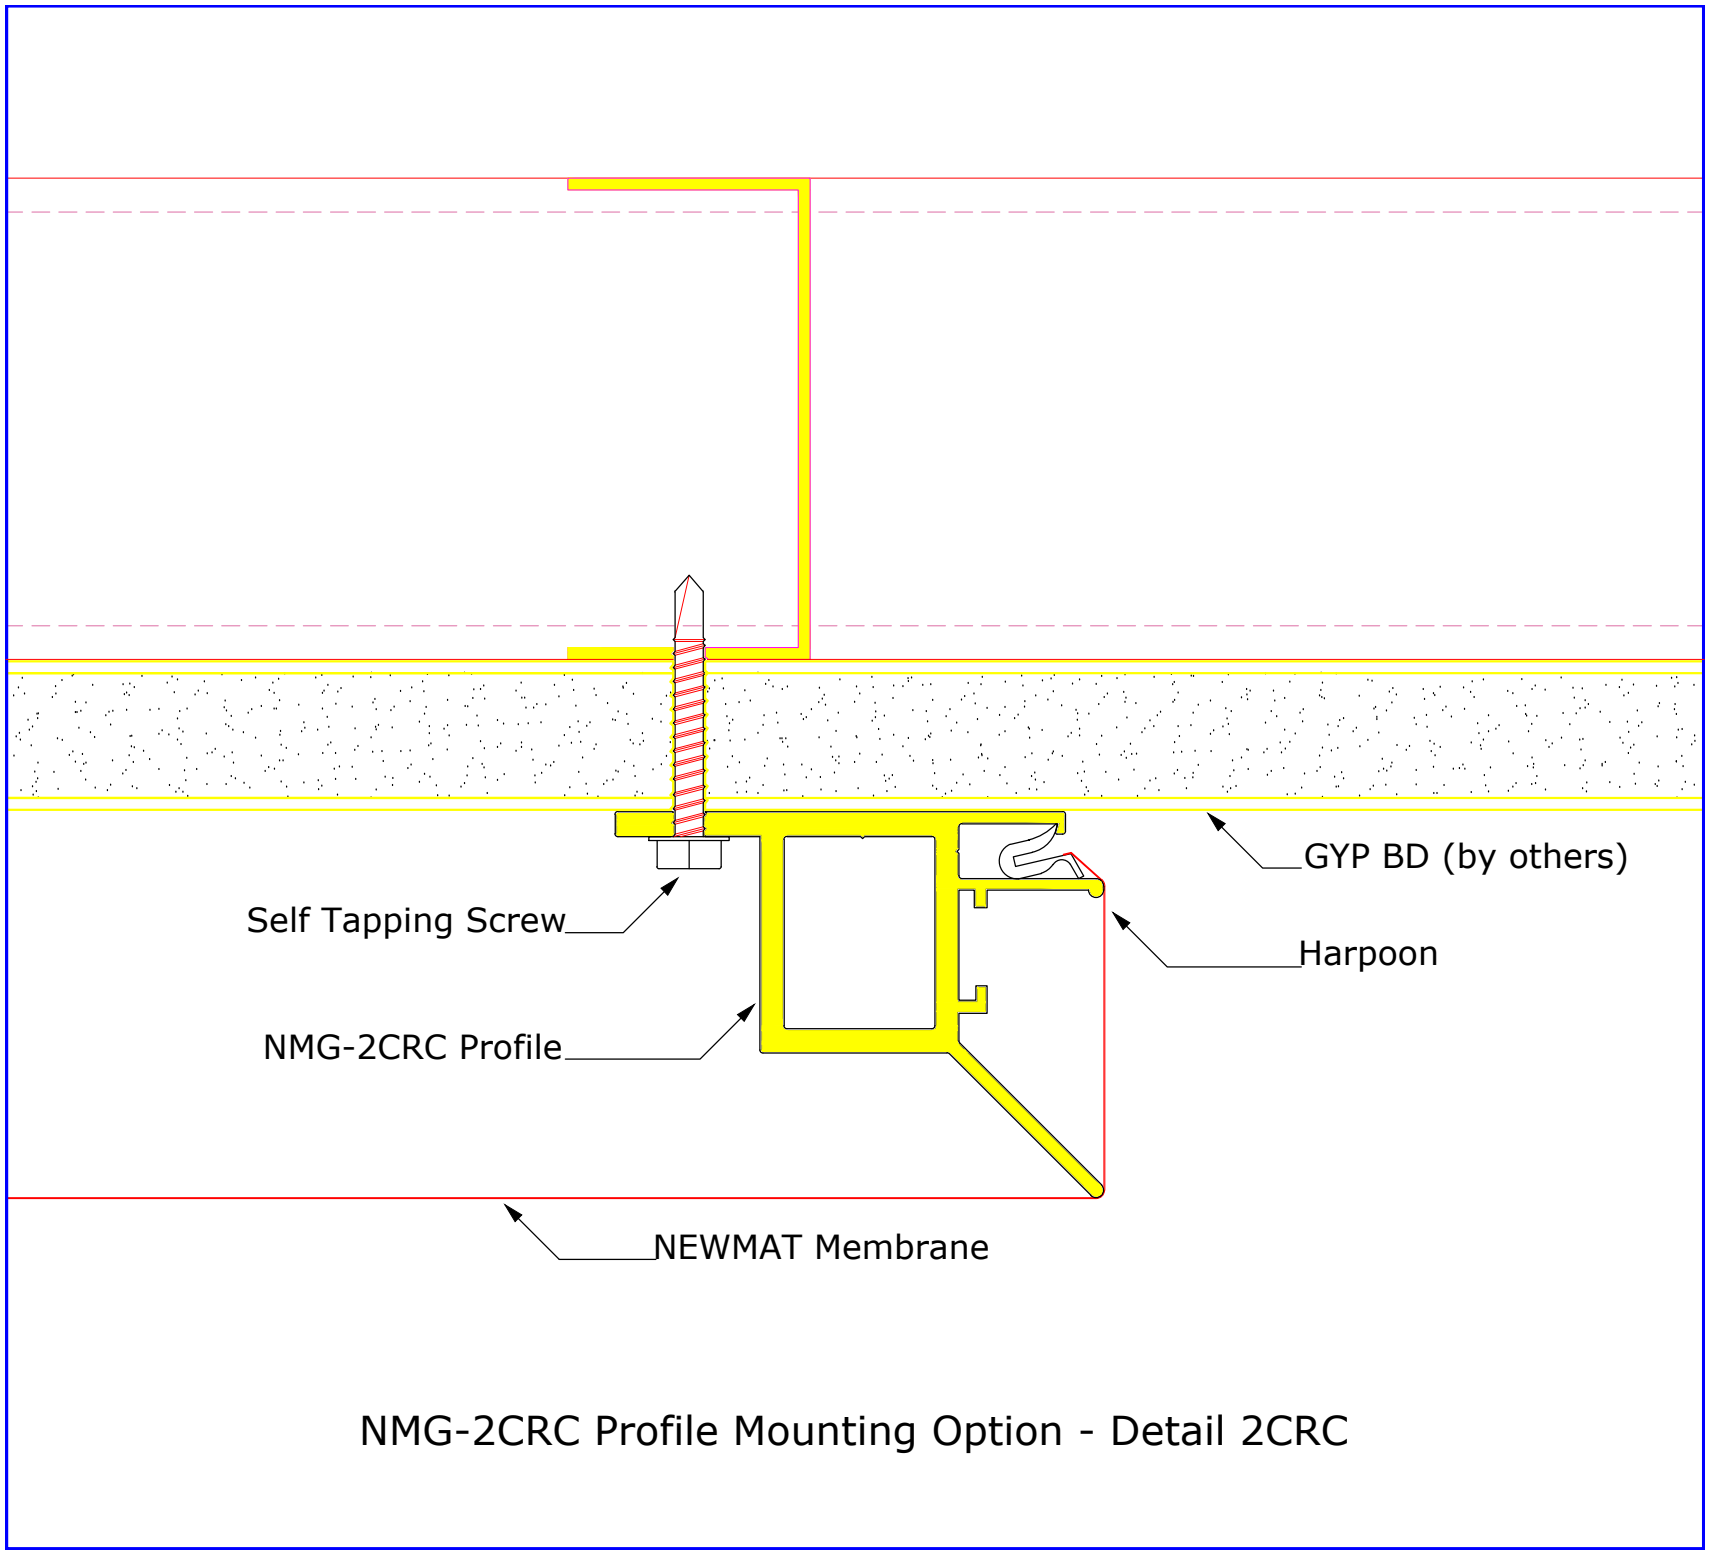 GYP BD (by others)
Self Tapping Screw
Harpoon
NMG-2CRC Profile
NEWMAT Membrane
NMG-2CRC Profile Mounting Option - Detail 2CRC